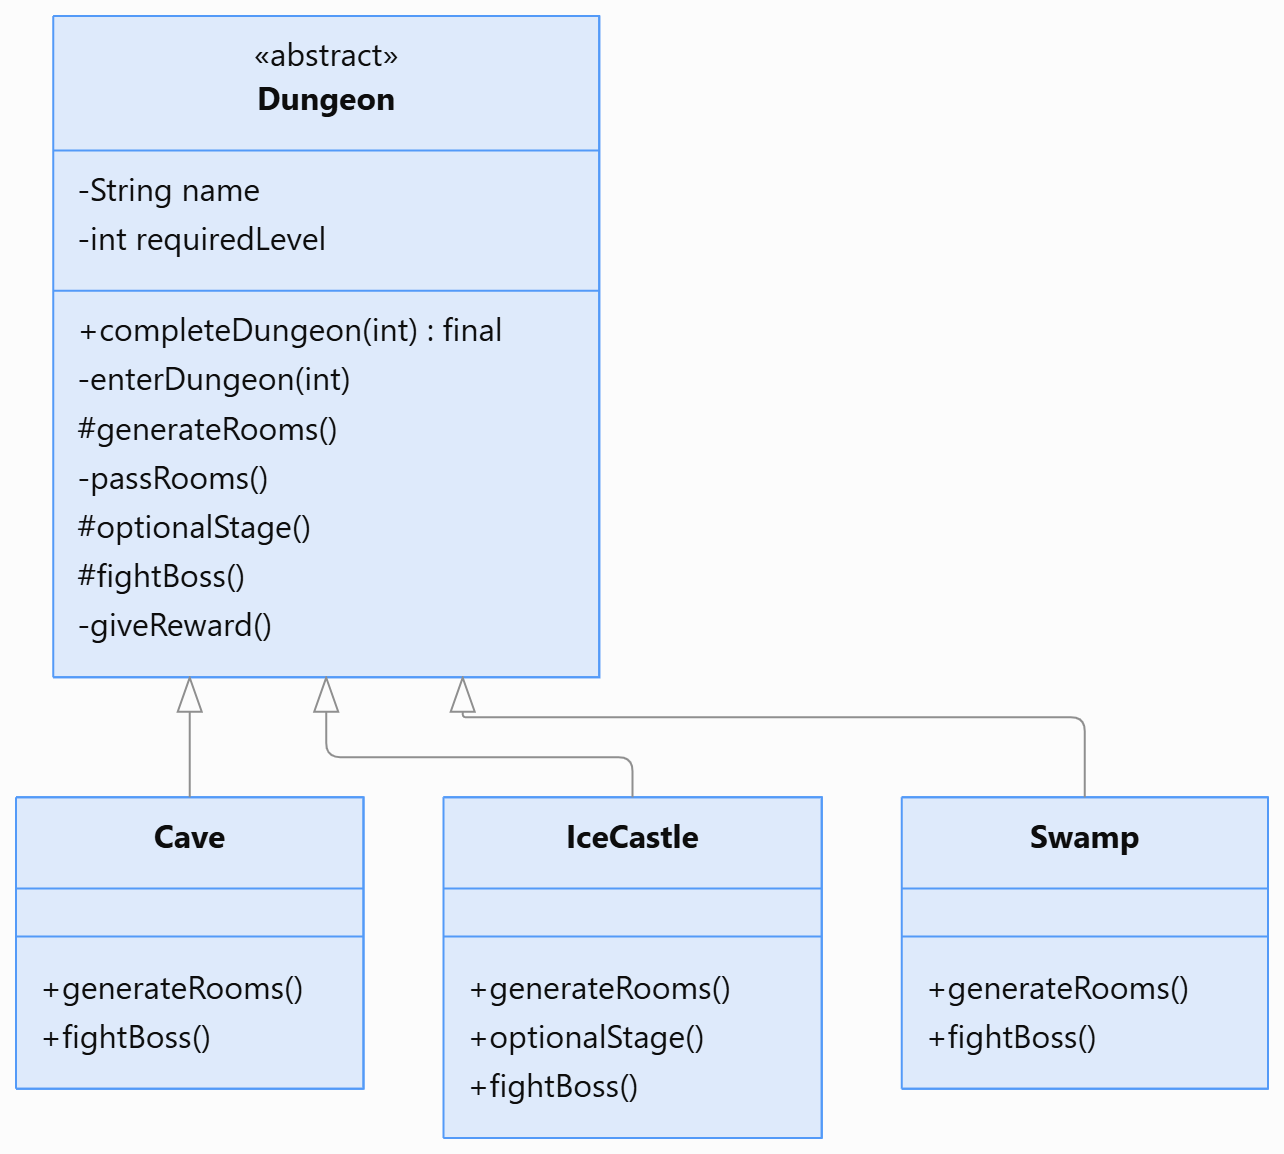 «abstract»
Dungeon
-String name
-int requiredLevel
+completeDungeon(int) : final
-enterDungeon(int)
#generateRooms()
-passRooms()
#optionalStage()
#fightBoss()
-giveReward()
Cave
+generateRooms()
+fightBoss()
IceCastle
+generateRooms()
+optionalStage()
+fightBoss()
Swamp
+generateRooms()
+fightBoss()